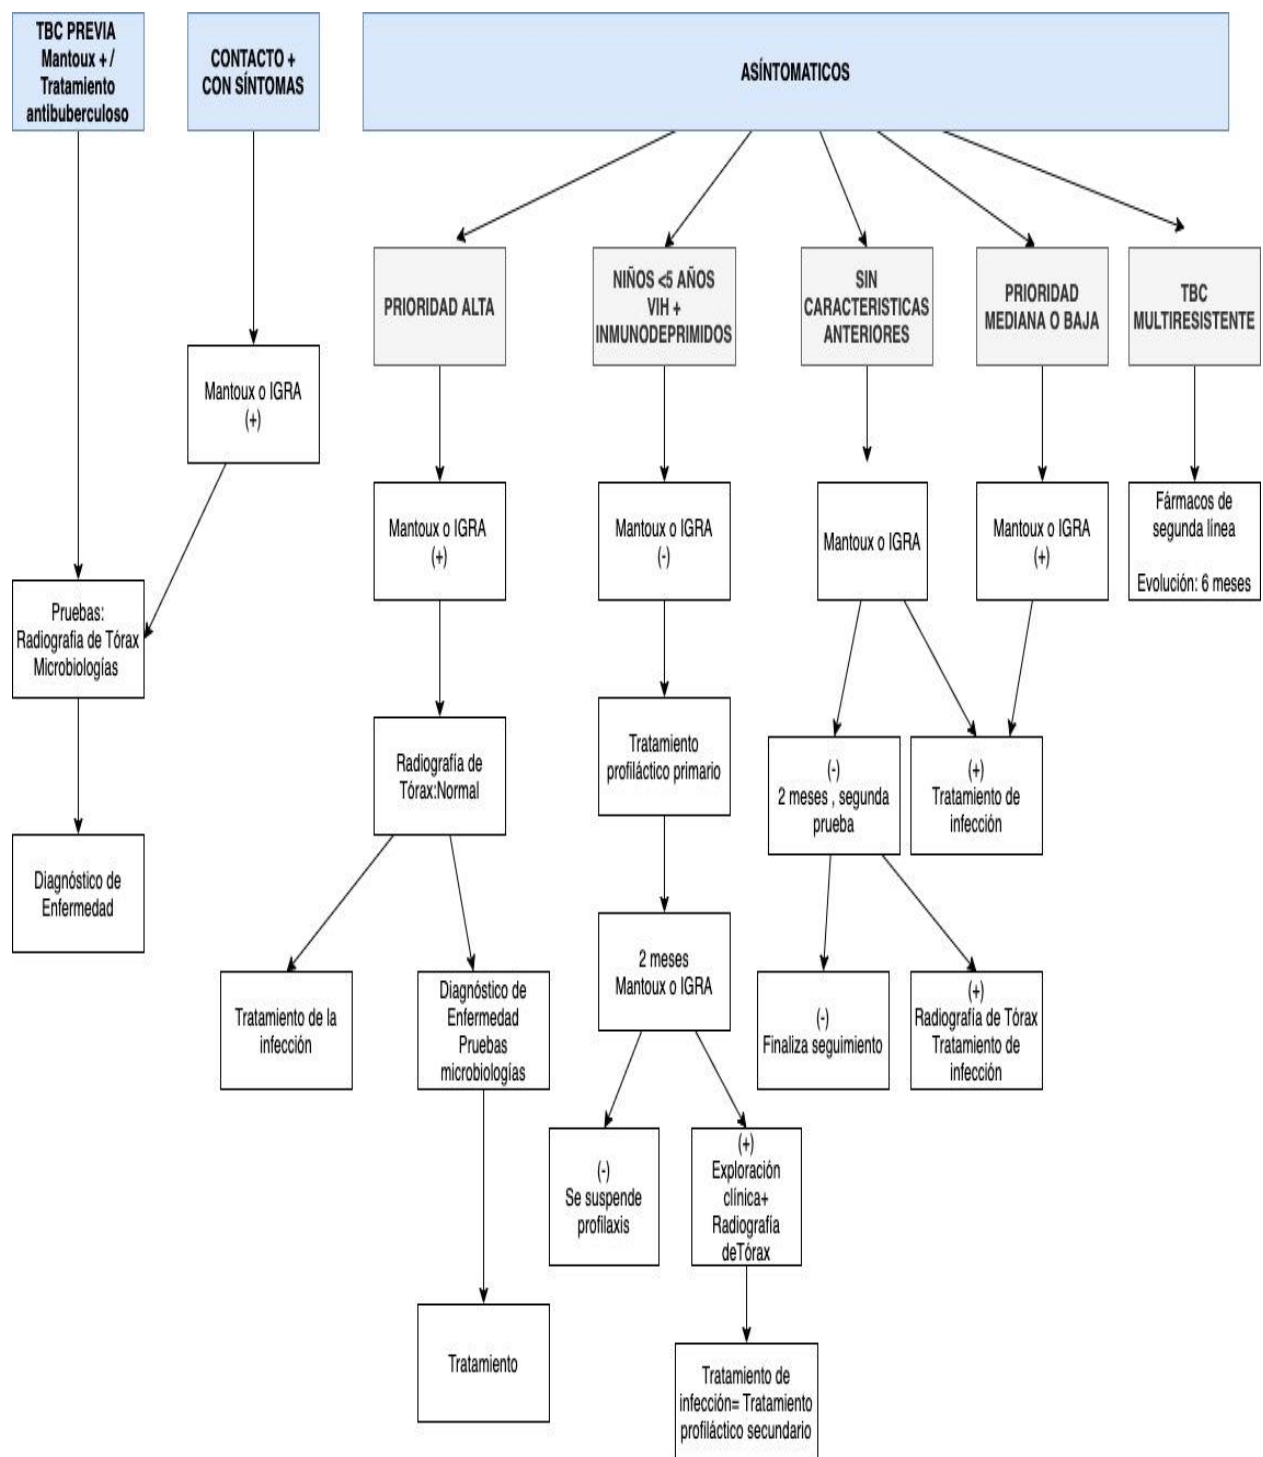 TBC PREVIA
Mantoux + /
Tratamiento
antibuberculoso
CONTACTO +
CON SÍNTOMAS
ASÍNTOMATICOS
PRIORIDAD ALTA
NIÑOS <5 AÑOS
VIH +
INMUNODEPRIMIDOS
SIN
CARACTERISTICAS
ANTERIORES
PRIORIDAD
MEDIANA O BAJA
TBC
MULTIRESISTENTE
Mantoux o IGRA
(+)
Mantoux o IGRA
(+)
Mantoux o IGRA
(-)
Mantoux o IGRA
Mantoux o IGRA
(+)
Fármacos de
segunda línea
Evolución: 6 meses
Pruebas:
Radiografia de Tórax
Microbiologías
Radiografía de
Tórax:Normal
Tratamiento
profiláctico primario
(-)
2 meses , segunda
prueba
(+)
Tratamiento de
infección
Diagnóstico de
Enfermedad
Tratamiento de la
infección
Diagnóstico de
Enfermedad
Pruebas
microbiologías
2 meses
Mantoux o IGRA
(-)
Finaliza seguimiento
(+)
Radiografía de Tórax
Tratamiento de
infección
(-)
Se suspende
profilaxis
(+)
Exploración
clínica+
Radiografía
deTórax
Tratamiento
Tratamiento de
infección= Tratamiento
profiláctico secundario